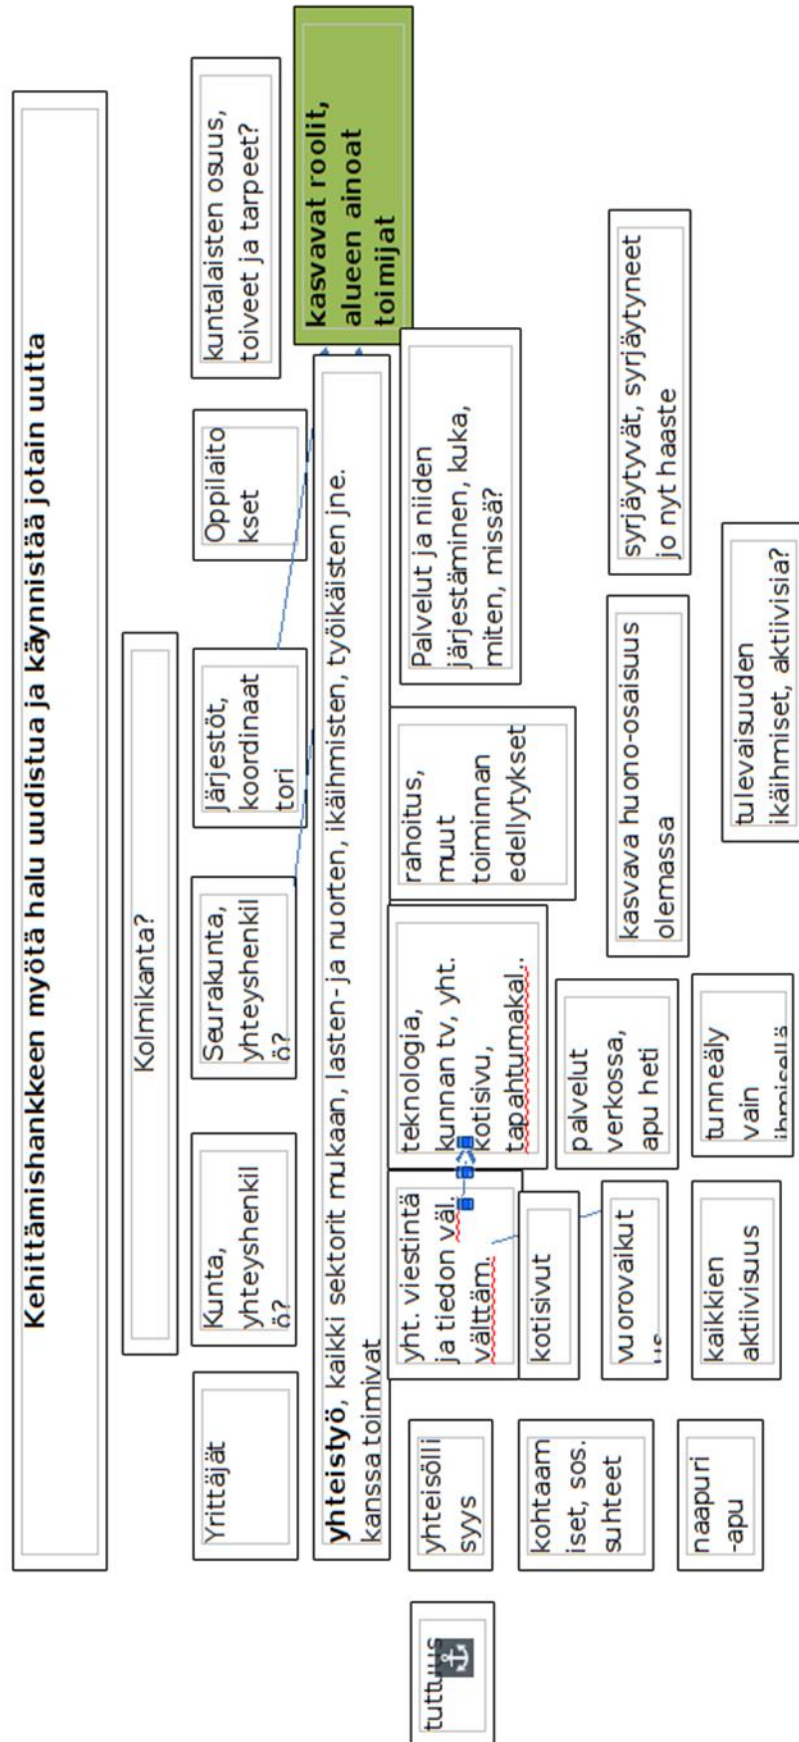 Kehittämishankkeen myötä halu uudistua ja käynnistää jotain uutta
Kolmikanta?
Yrittäjät
Kunta,
yhteyshenkil
ö?
Seurakunta,
yhteyshenkil
ö?
järjestöt,
koordinaat
tori
Oppilaito
kset
kuntalaisten osuus,
toiveet ja tarpeet?
yhteistyö, kaikki sektorit mukaan, lasten- ja nuorten, ikäihmisten, työikäisten jne.
kanssa toimivat
kasvavat roolit,
alueen ainoat
toimijat
tuttuus
yhteisölli
syys
yht. viestintä
ja tiedon väl.
välttäm.
teknologia,
kunnan tv, yht.
kotisivu,
tapahtumakal..
rahoitus,
muut
toiminnan
edellytykset
Palvelut ja niiden
järjestäminen, kuka,
miten, missä?
kohtaam
iset, sos.
suhteet
kotisivut
palvelut
verkossa,
apu heti
vuorovaikut
us
kasvava huono-osaisuus
olemassa
syrjäytyvät, syrjäytyneet
jo nyt haaste
naapuri
-apu
kaikkien
aktiivisuus
tunneäly
vain
ihmisellä
tulevaisuuden
ikäihmiset, aktiivisia?